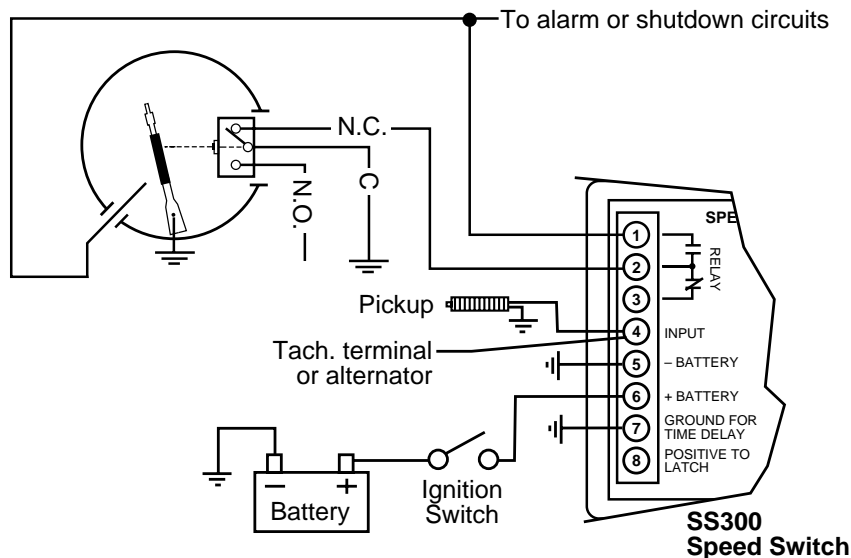 To alarm or shutdown circuits
N.C.
C
N.O.
SPE
1
2
RELAY
3
Pickup
4
INPUT
Tach. terminal
or alternator
5
– BATTERY
6
+ BATTERY
7
GROUND FOR
TIME DELAY
8
POSITIVE TO
LATCH
– +
Battery
Ignition
Switch
SS300
Speed Switch